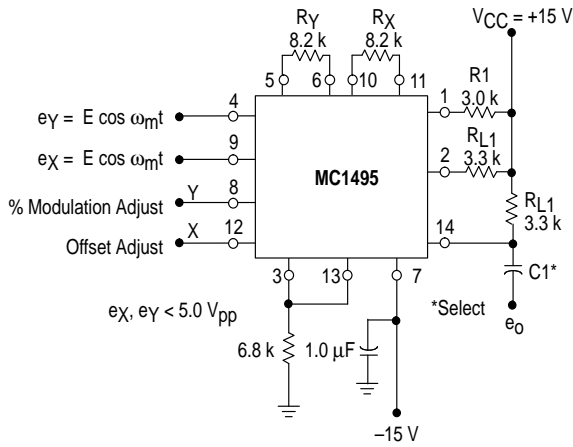 RY
8.2 k
RX
8.2 k
VCC = +15 V
5
6
10
11
R1
3.0 k
1
4
eY = E cos ωmt
9
eX = E cos ωmt
MC1495
2
RL1
3.3 k
8
% Modulation Adjust
Y
12
Offset Adjust
X
14
RL1
3.3 k
3
13
7
C1*
*Select
eo
eX, eY < 5.0 Vpp
6.8 k
1.0 μF
–15 V